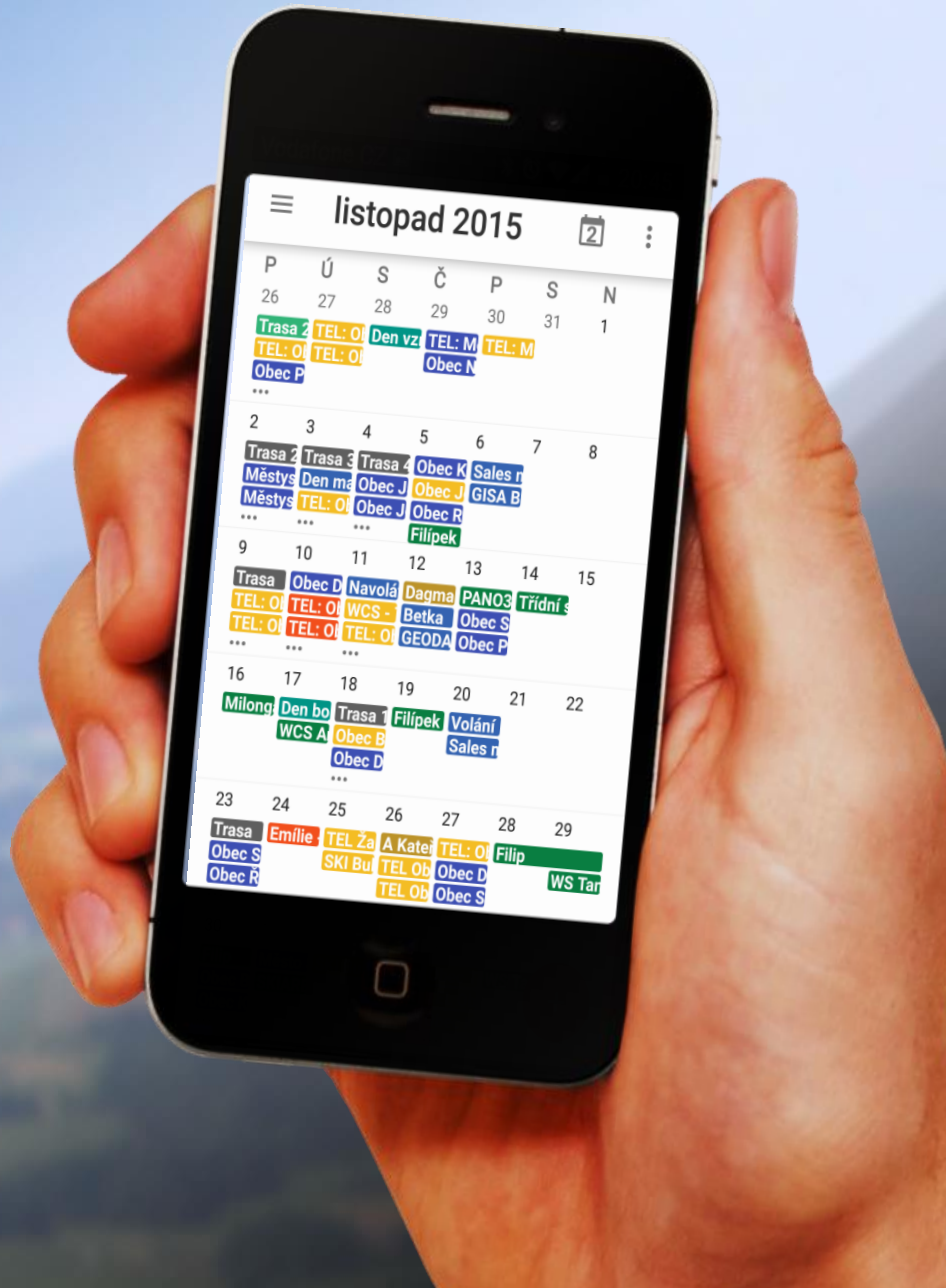 listopad 2015 2
P Ú S Č P S N
26 27 28 29 30 31 1
Trasa 2 TEL: O Den vz TEL: M TEL: M
TEL: O TEL: O Obec N
Obec P
...
2 3 4 5 6 7 8
Trasa 2 Trasa 3 Trasa 4 Obec K Sales n
Městys Den ma Obec J Obec J GISA B
Městys TEL: O Obec J Obec R
... ... ... Filípek
9 10 11 12 13 14 15
Trasa Obec D Navolá Dagma PANO3 Třídní s
TEL: O TEL: O WCS - Betka Obec S
TEL: O TEL: O TEL: O GEODA Obec P
... ... ...
16 17 18 19 20 21 22
Milong Den bo Trasa 1 Filípek Volání
WCS A Obec B Sales n
Obec D
...
23 24 25 26 27 28 29
Trasa Emílie TEL Ža A Kateř TEL: O Filip
Obec S SKI Bu TEL Ob Obec D WS Tan
Obec Ř TEL Ob Obec S